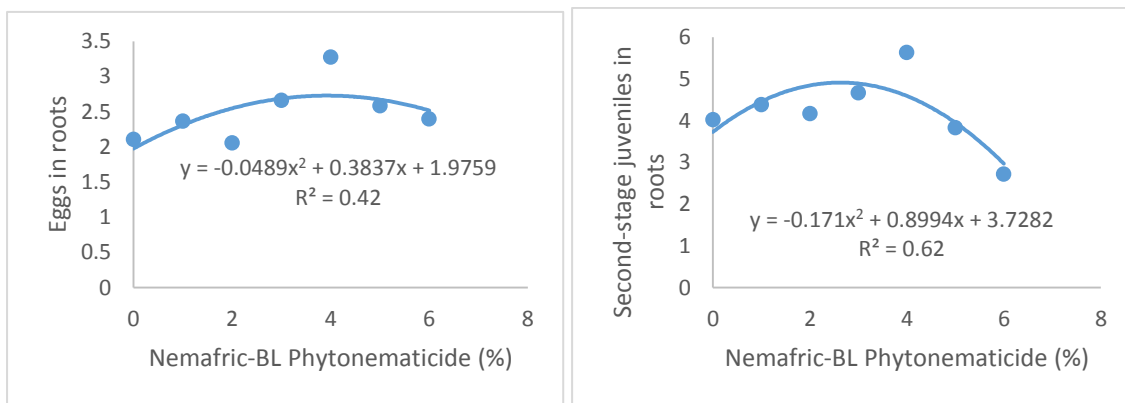 3.5
3
2.5
2
1.5
1
0.5
0
Eggs in roots
y = -0.0489x² + 0.3837x + 1.9759
R² = 0.42
0 2 4 6 8
Nemafric-BL Phytonematicide (%)
6
5
4
3
2
1
0
Second-stage juveniles in
roots
y = -0.171x² + 0.8994x + 3.7282
R² = 0.62
0 2 4 6 8
Nemafric-BL Phytonematicide (%)